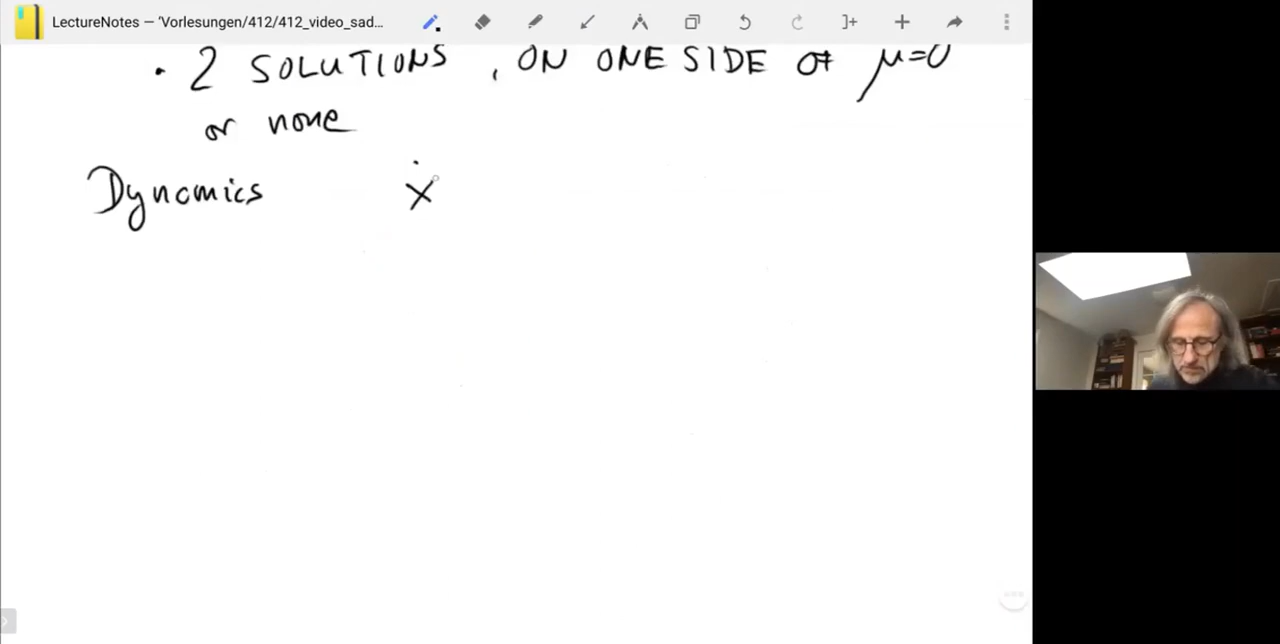 LectureNotes — ‘Vorlesungen/412/412_video_sad...
• 2 SOLUTIONS, ON ONE SIDE OF μ=0
or none
Dynamics ẋ